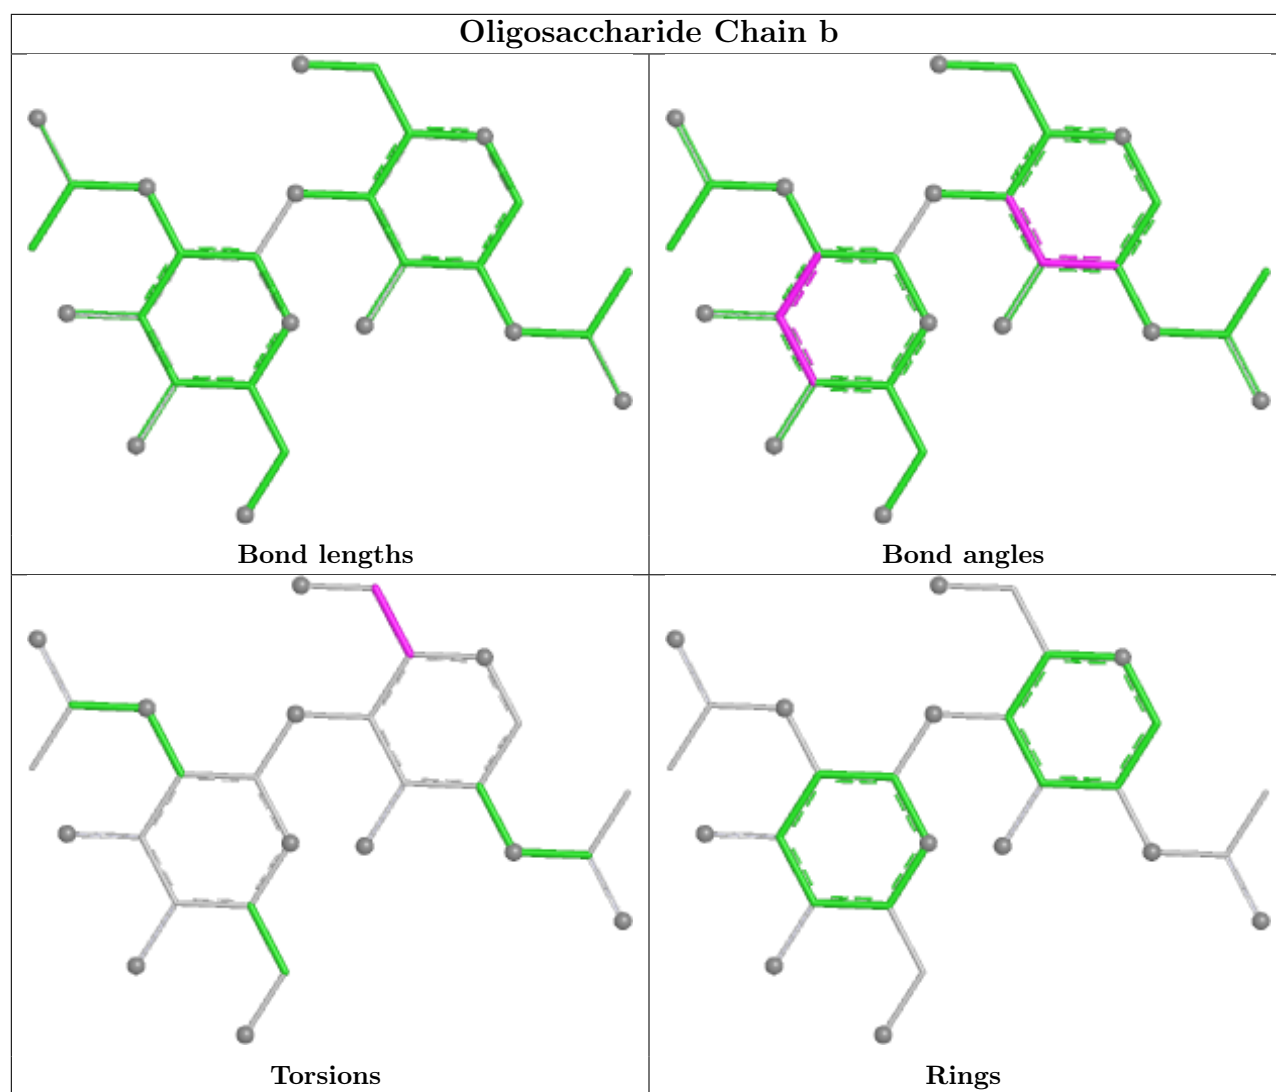 Oligosaccharide Chain b
Bond lengths
Bond angles
Torsions
Rings